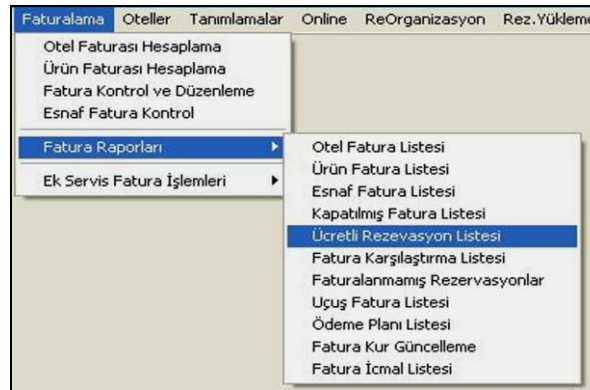 Faturalama Oteller Tanımlamalar Online ReOrganizasyon Rez.Yükleme
Otel Faturası Hesaplama
Ürün Faturası Hesaplama
Fatura Kontrol ve Düzenleme
Esnaf Fatura Kontrol
Fatura Raporları
Ek Servis Fatura İşlemleri
Otel Fatura Listesi
Ürün Fatura Listesi
Esnaf Fatura Listesi
Kapatılmış Fatura Listesi
Ücretli Rezevasyon Listesi
Fatura Karşılaştırma Listesi
Faturalanmamış Rezervasyonlar
Uçuş Fatura Listesi
Ödeme Planı Listesi
Fatura Kur Güncelleme
Fatura İcmal Listesi